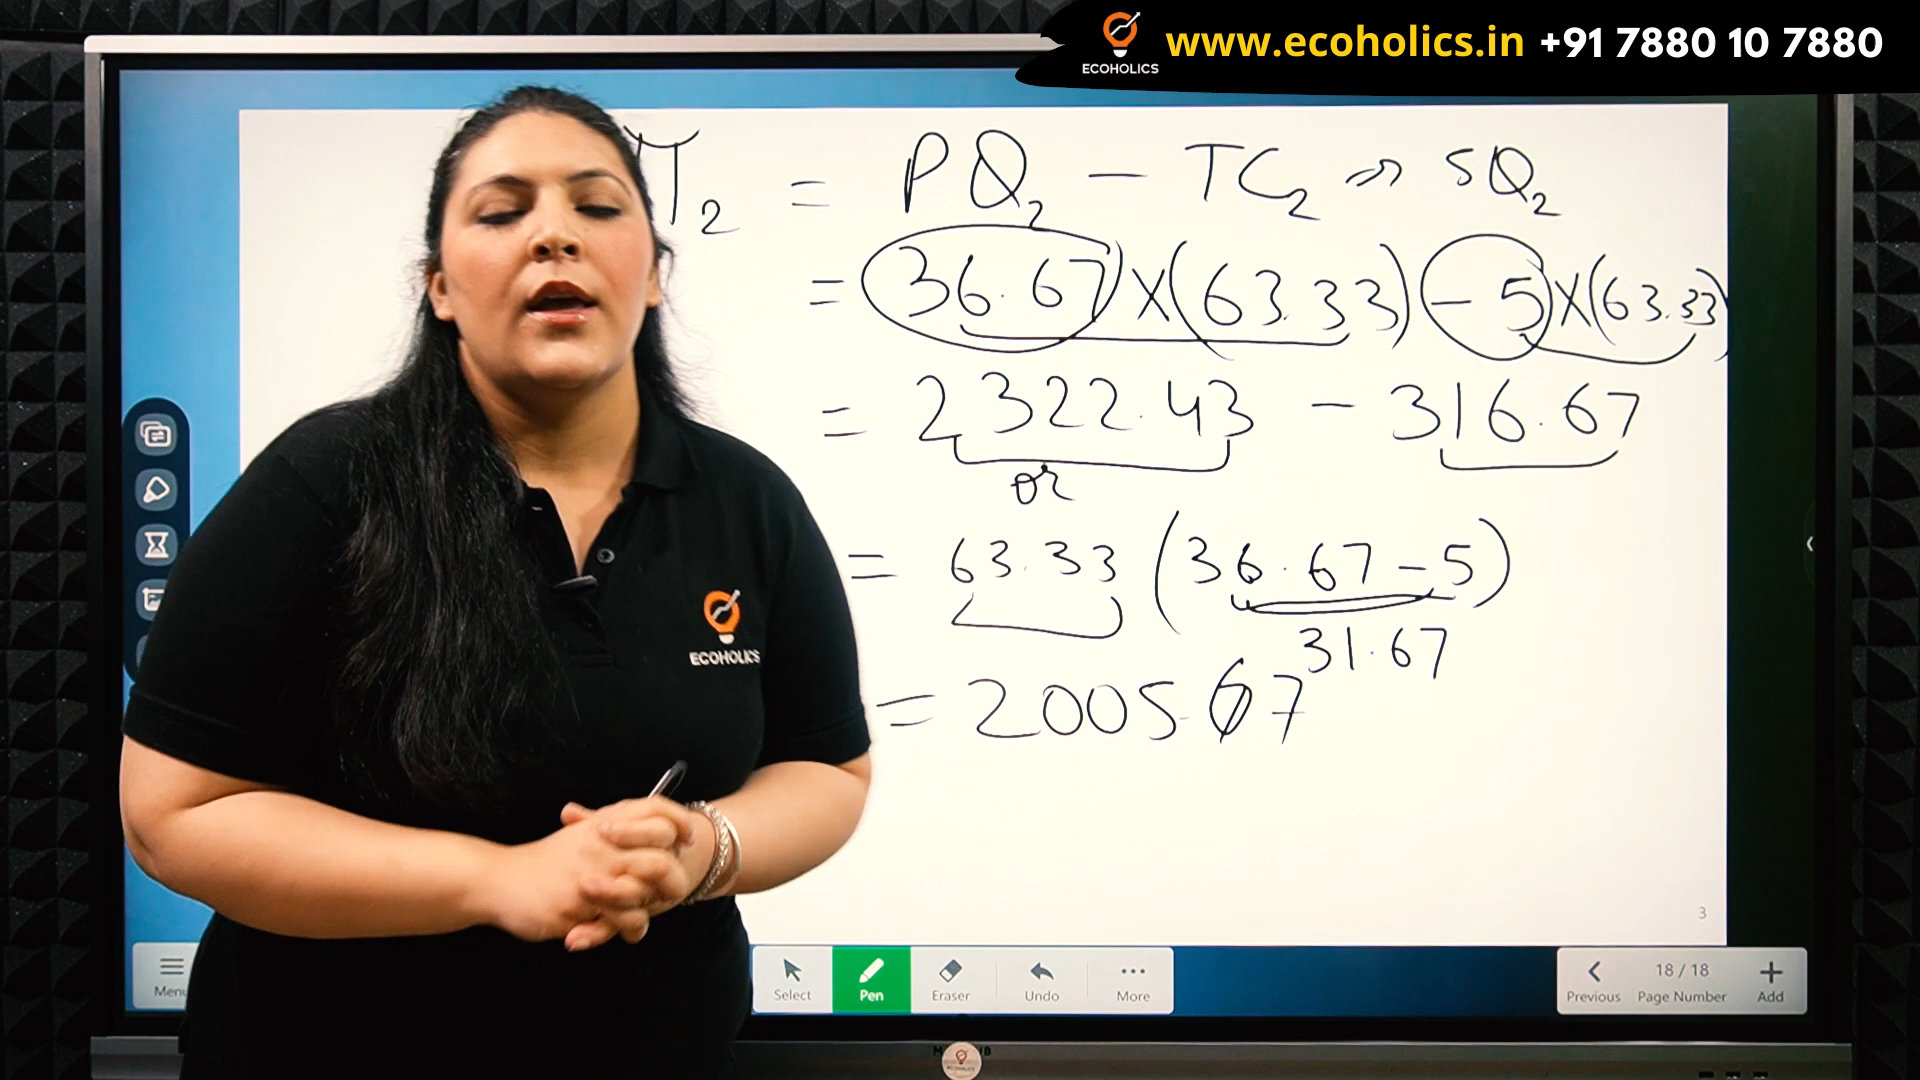 www.ecoholics.in +91 7880 10 7880
ECOHOLICS
π₂ = PQ₂ - TC₂ → 5Q₂
= (36.67) × (63.33) - 5 × (63.33)
= 2322.43 - 316.67
or
= 63.33 (36.67 - 5)
31.67
= 2005.67
ECOHOLICS
3
Menu
Select
Pen
Eraser
Undo
More
18 / 18
Previous
Page Number
Add